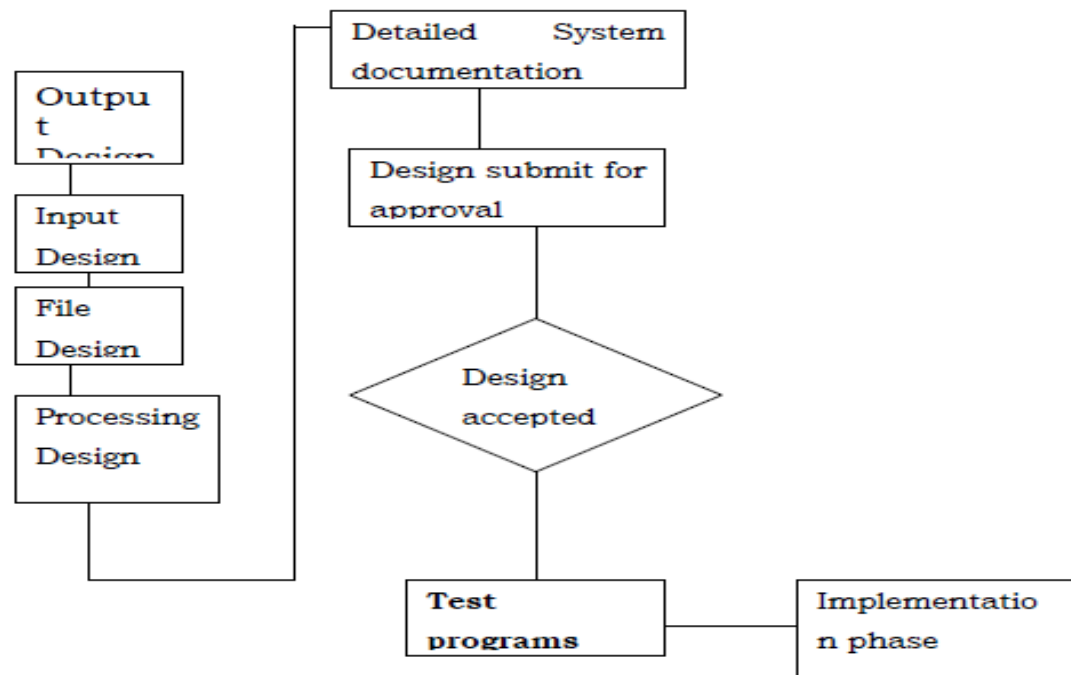 Outpu
t
Design
Input
Design
File
Design
Processing
Design
Detailed System
documentation
Design submit for
approval
Design
accepted
Test
programs
Implementatio
n phase